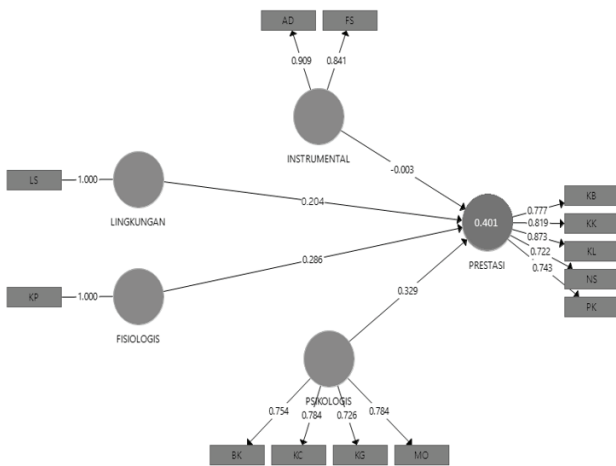 AD
FS
0.909
0.841
INSTRUMENTAL
-0.003
LS
1.000
LINGKUNGAN
0.204
KP
1.000
FISIOLOGIS
0.286
0.401
PRESTASI
0.777
0.819
0.873
0.722
0.743
KB
KK
KL
NS
PK
0.329
PSIKOLOGIS
0.754
0.784
0.726
0.784
BK
KC
KG
MO